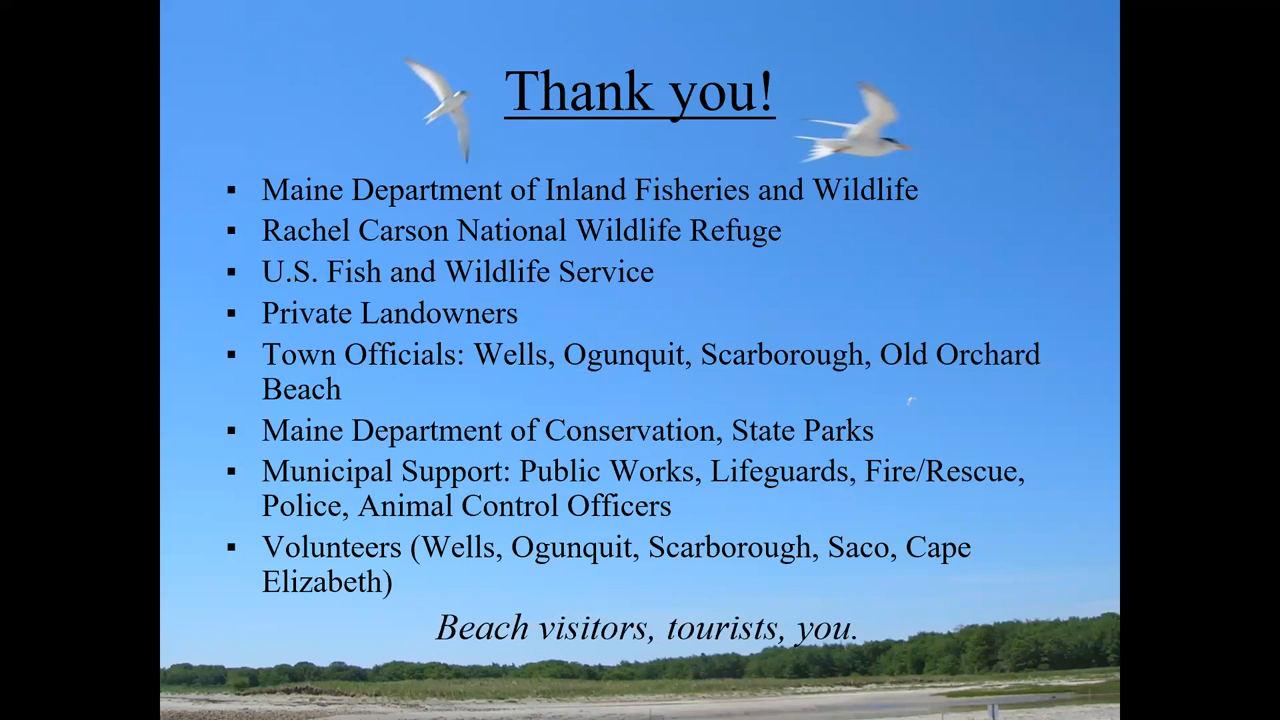 Thank you!
▪ Maine Department of Inland Fisheries and Wildlife
▪ Rachel Carson National Wildlife Refuge
▪ U.S. Fish and Wildlife Service
▪ Private Landowners
▪ Town Officials: Wells, Ogunquit, Scarborough, Old Orchard
Beach
▪ Maine Department of Conservation, State Parks
▪ Municipal Support: Public Works, Lifeguards, Fire/Rescue,
Police, Animal Control Officers
▪ Volunteers (Wells, Ogunquit, Scarborough, Saco, Cape
Elizabeth)
Beach visitors, tourists, you.